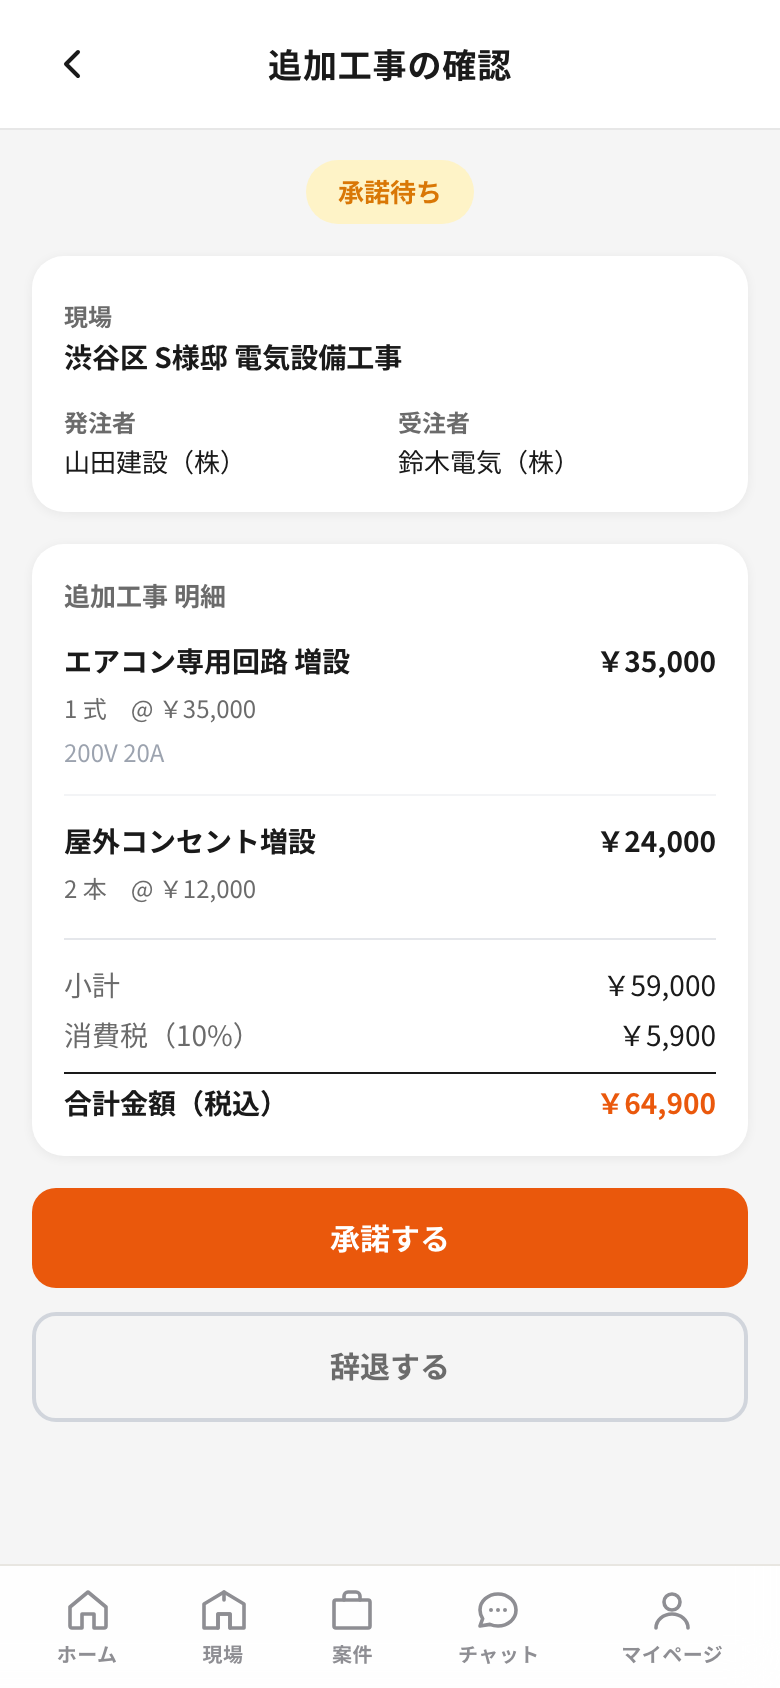 追加工事の確認
承諾待ち
現場
渋谷区 S様邸 電気設備工事
発注者 受注者
山田建設（株） 鈴木電気（株）
追加工事 明細
エアコン専用回路 増設 ￥35,000
1 式 @ ￥35,000
200V 20A
屋外コンセント増設 ￥24,000
2 本 @ ￥12,000
小計 ￥59,000
消費税（10%） ￥5,900
合計金額（税込） ￥64,900
承諾する
辞退する
ホーム 現場 案件 チャット マイページ